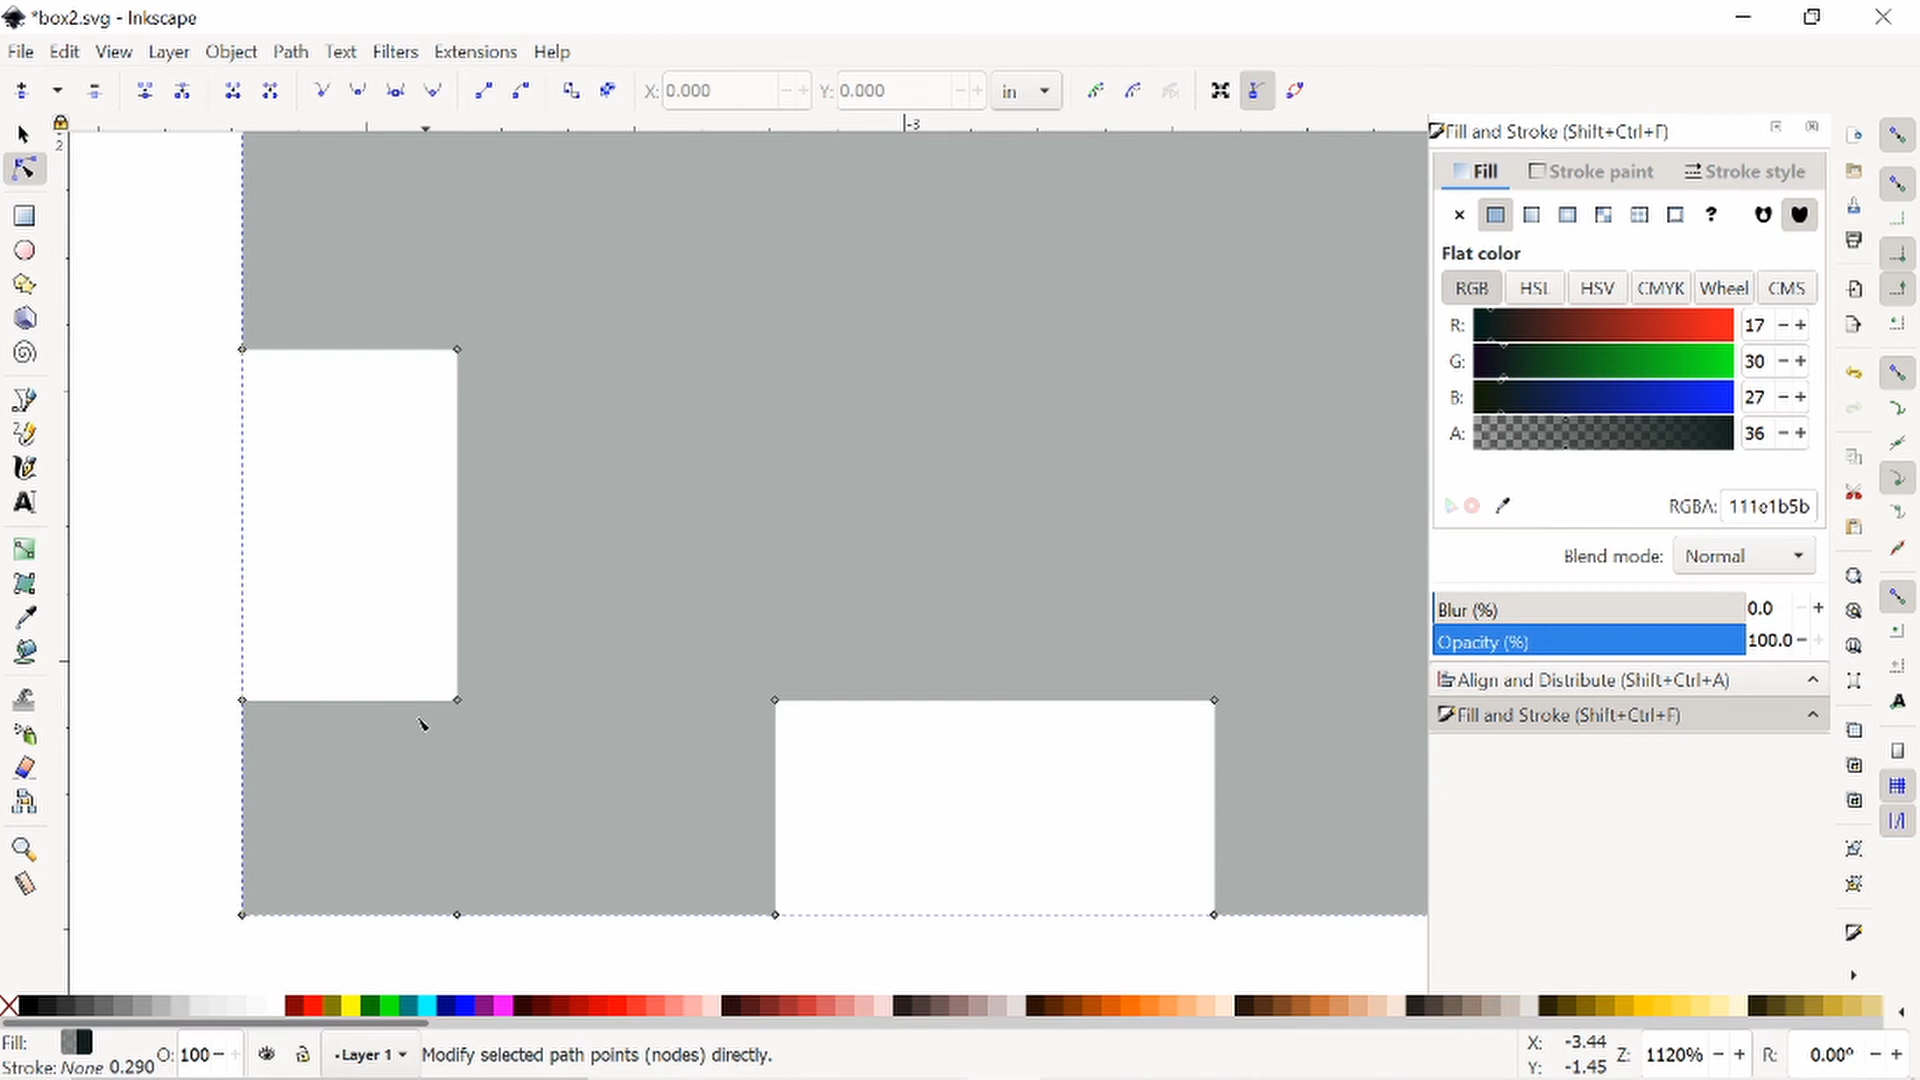 *box2.svg - Inkscape
File Edit View Layer Object Path Text Filters Extensions Help
X: 0.000 Y: 0.000 in
-3
2
Fill and Stroke (Shift+Ctrl+F)
Fill Stroke paint Stroke style
Flat color
RGB HSL HSV CMYK Wheel CMS
R: 17
G: 30
B: 27
A: 36
RGBA: 111e1b5b
Blend mode: Normal
Blur (%) 0.0
Opacity (%) 100.0
Align and Distribute (Shift+Ctrl+A)
Fill and Stroke (Shift+Ctrl+F)
Fill:
Stroke: None 0.290
O: 100
Layer 1
Modify selected path points (nodes) directly.
X: -3.44
Y: -1.45
Z: 1120%
R: 0.00°